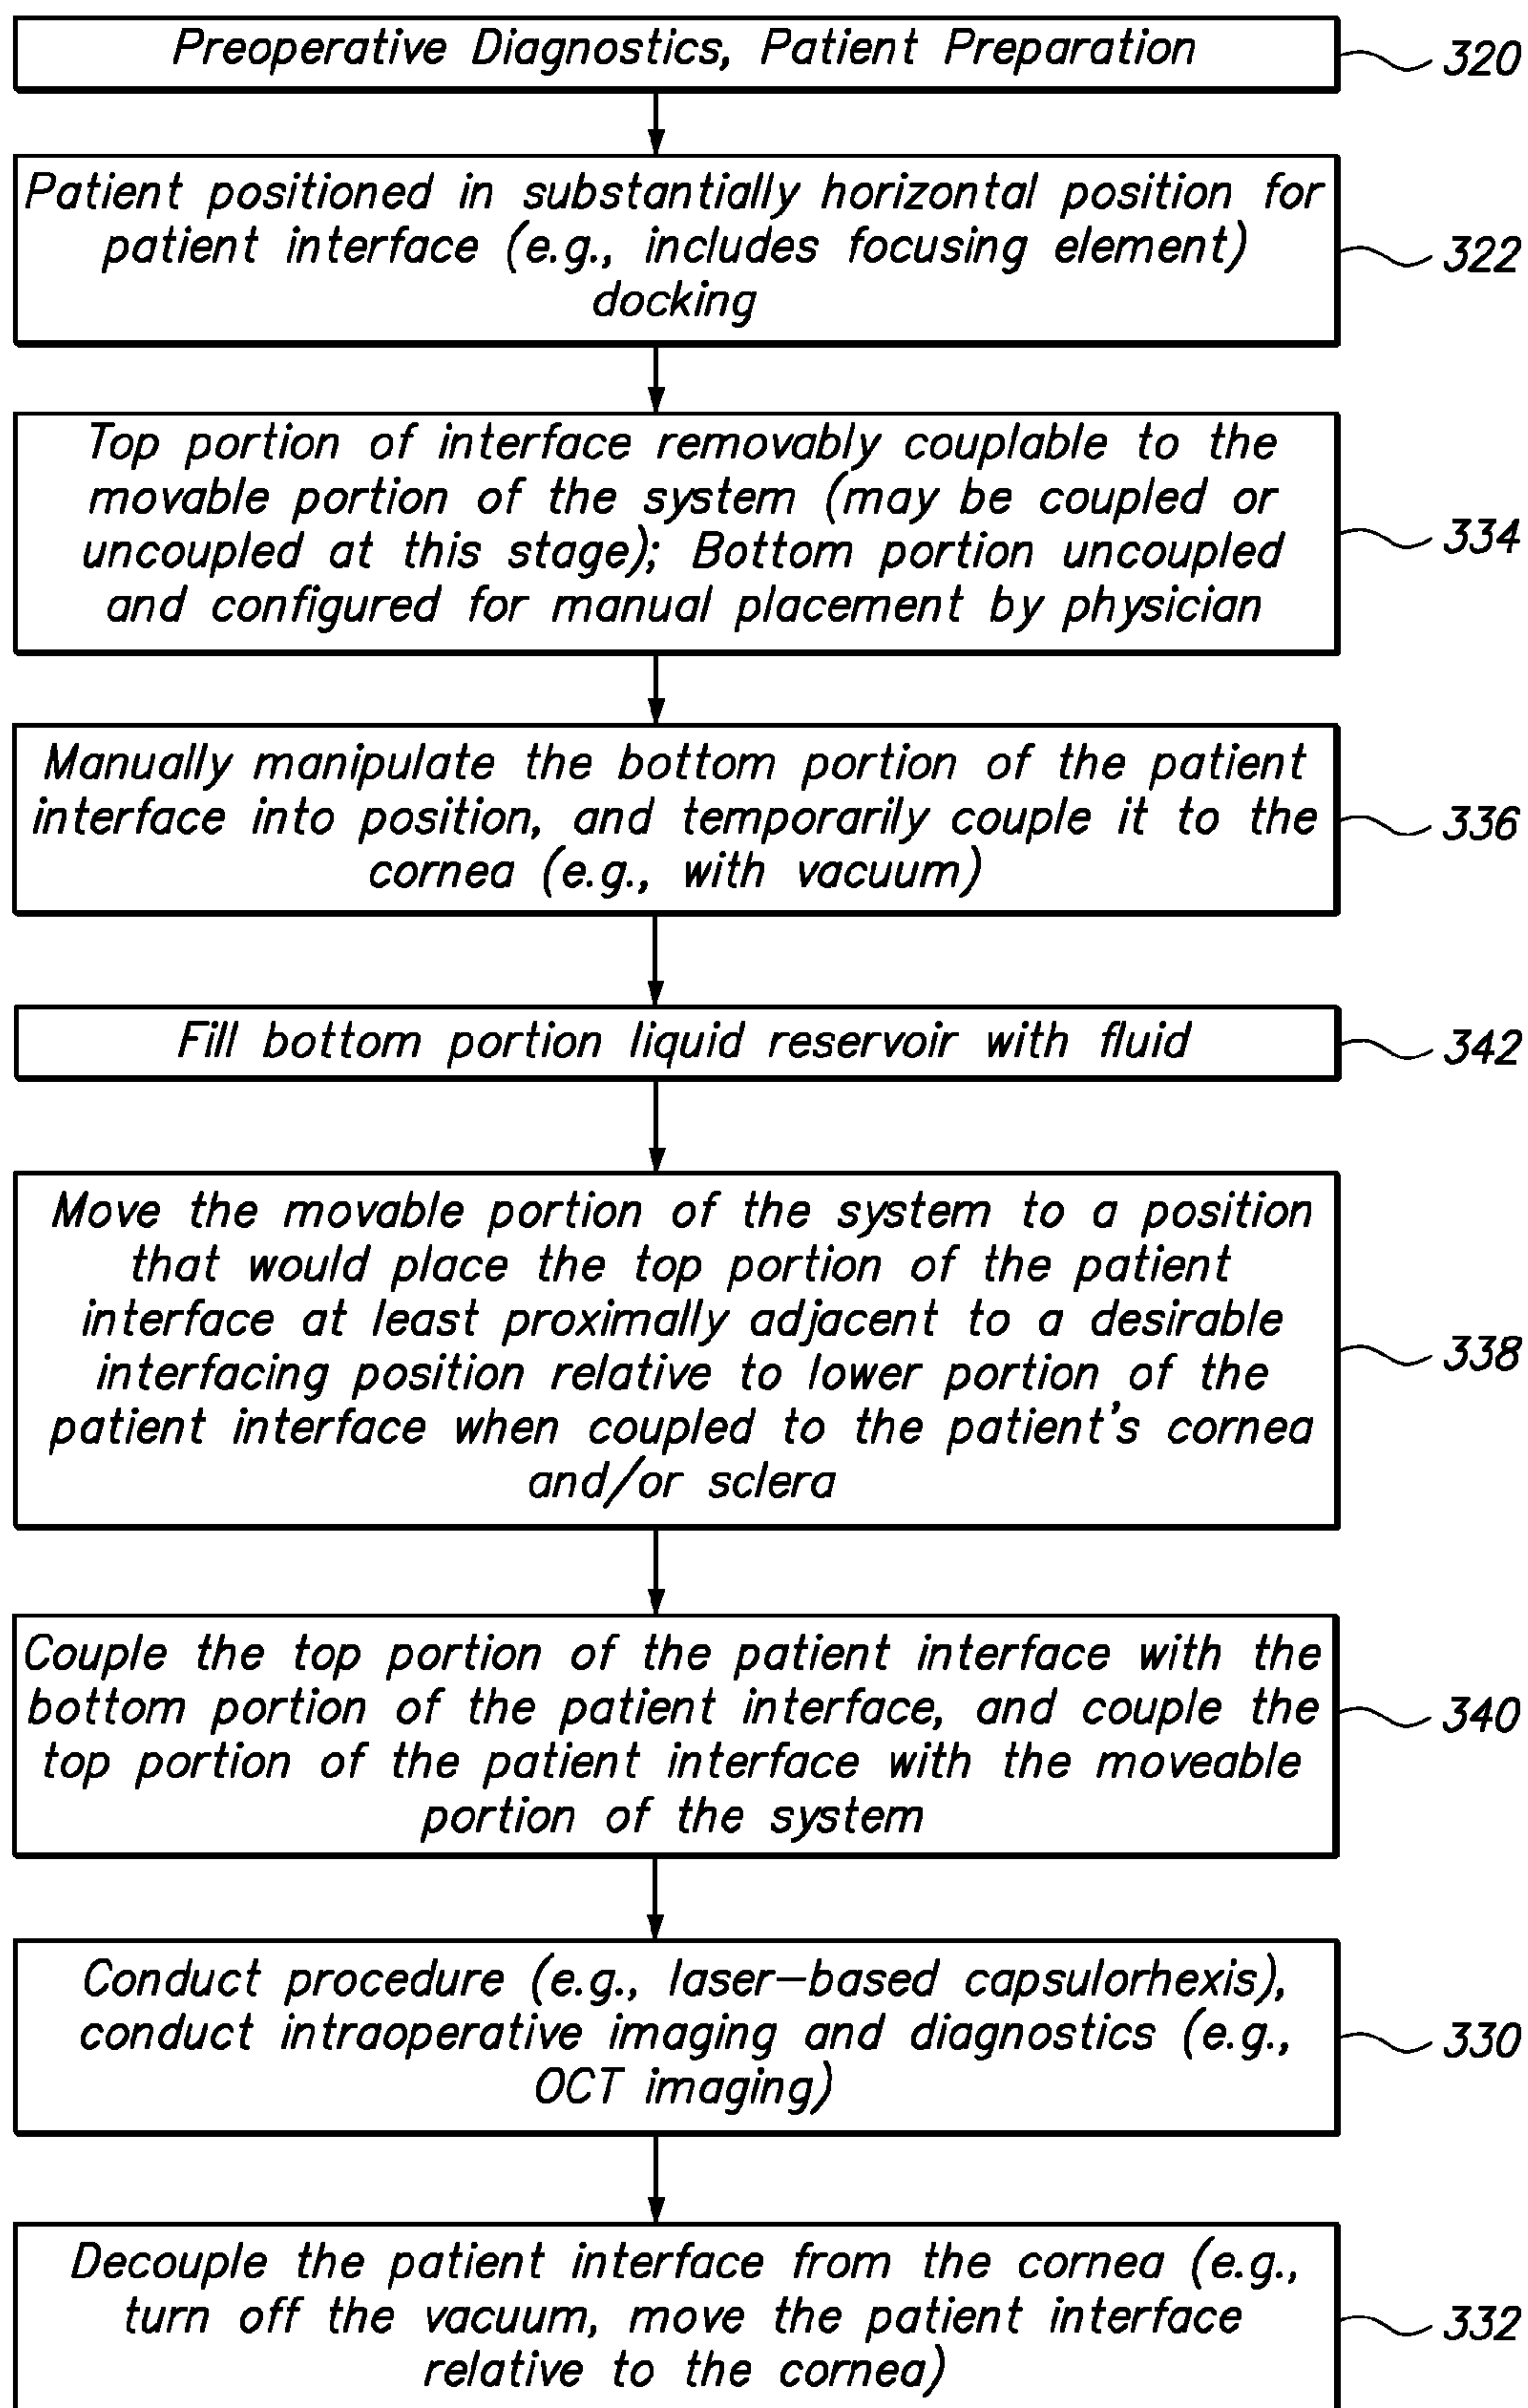 Preoperative Diagnostics, Patient Preparation
320
Patient positioned in substantially horizontal position for
patient interface (e.g., includes focusing element)
docking
322
Top portion of interface removably couplable to the
movable portion of the system (may be coupled or
uncoupled at this stage); Bottom portion uncoupled
and configured for manual placement by physician
334
Manually manipulate the bottom portion of the patient
interface into position, and temporarily couple it to the
cornea (e.g., with vacuum)
336
Fill bottom portion liquid reservoir with fluid
342
Move the movable portion of the system to a position
that would place the top portion of the patient
interface at least proximally adjacent to a desirable
interfacing position relative to lower portion of the
patient interface when coupled to the patient's cornea
and/or sclera
338
Couple the top portion of the patient interface with the
bottom portion of the patient interface, and couple the
top portion of the patient interface with the moveable
portion of the system
340
Conduct procedure (e.g., laser-based capsulorhexis),
conduct intraoperative imaging and diagnostics (e.g.,
OCT imaging)
330
Decouple the patient interface from the cornea (e.g.,
turn off the vacuum, move the patient interface
relative to the cornea)
332